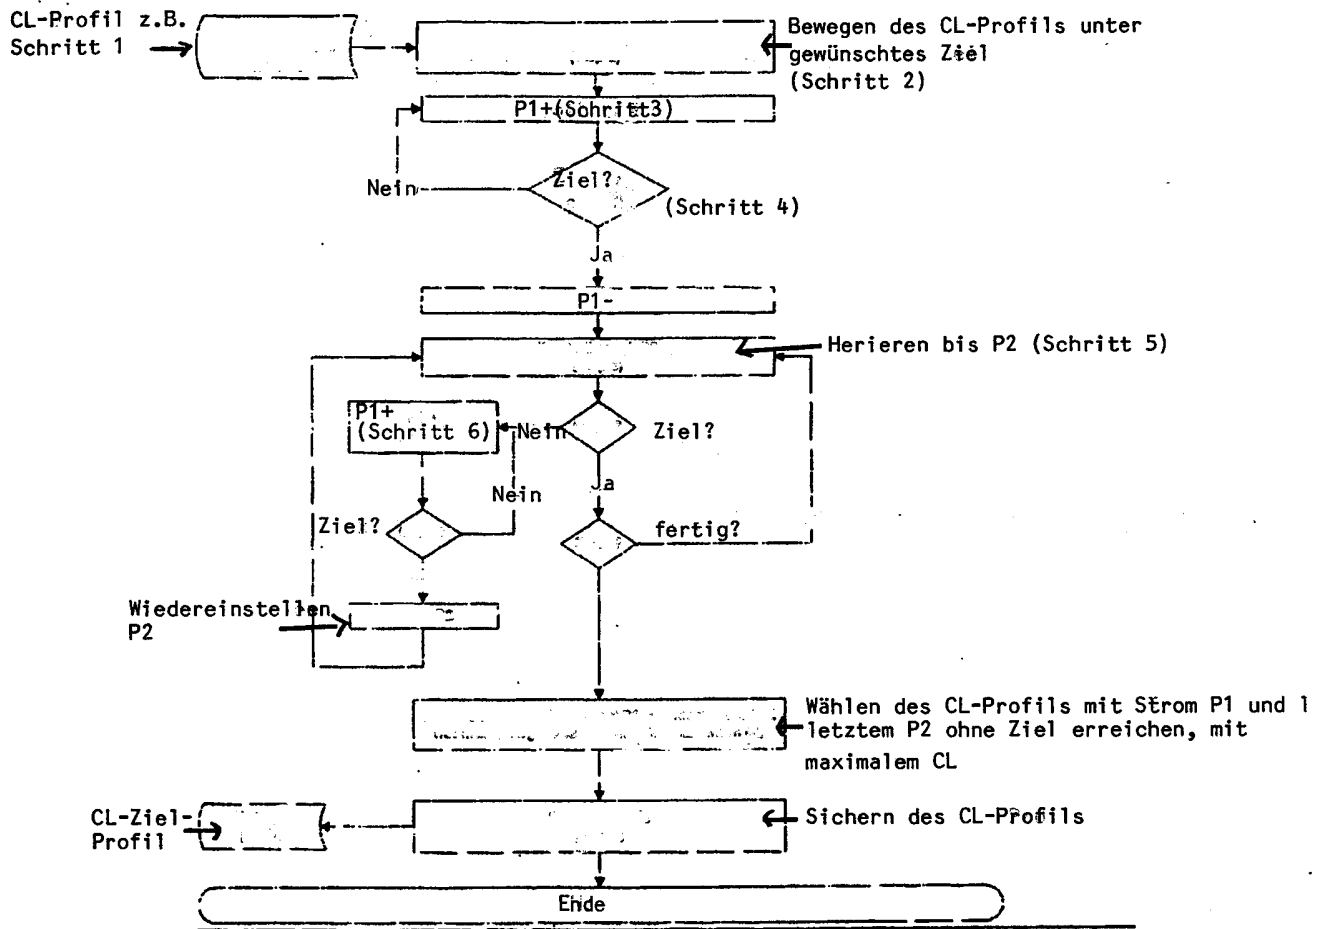 CL-Profil z.B.
Schritt 1
Bewegen des CL-Profils unter
gewünschtes Ziel
(Schritt 2)
P1+(Schritt3)
Nein
Ziel?
(Schritt 4)
Ja
P1-
Herieren bis P2 (Schritt 5)
P1+
(Schritt 6)
Nein
Ziel?
Nein
Ja
Ziel?
fertig?
Wiedereinstellen
P2
Wählen des CL-Profils mit Strom P1 und 1
letztem P2 ohne Ziel erreichen, mit
maximalem CL
CL-Ziel-
Profil
Sichern des CL-Profils
Ende